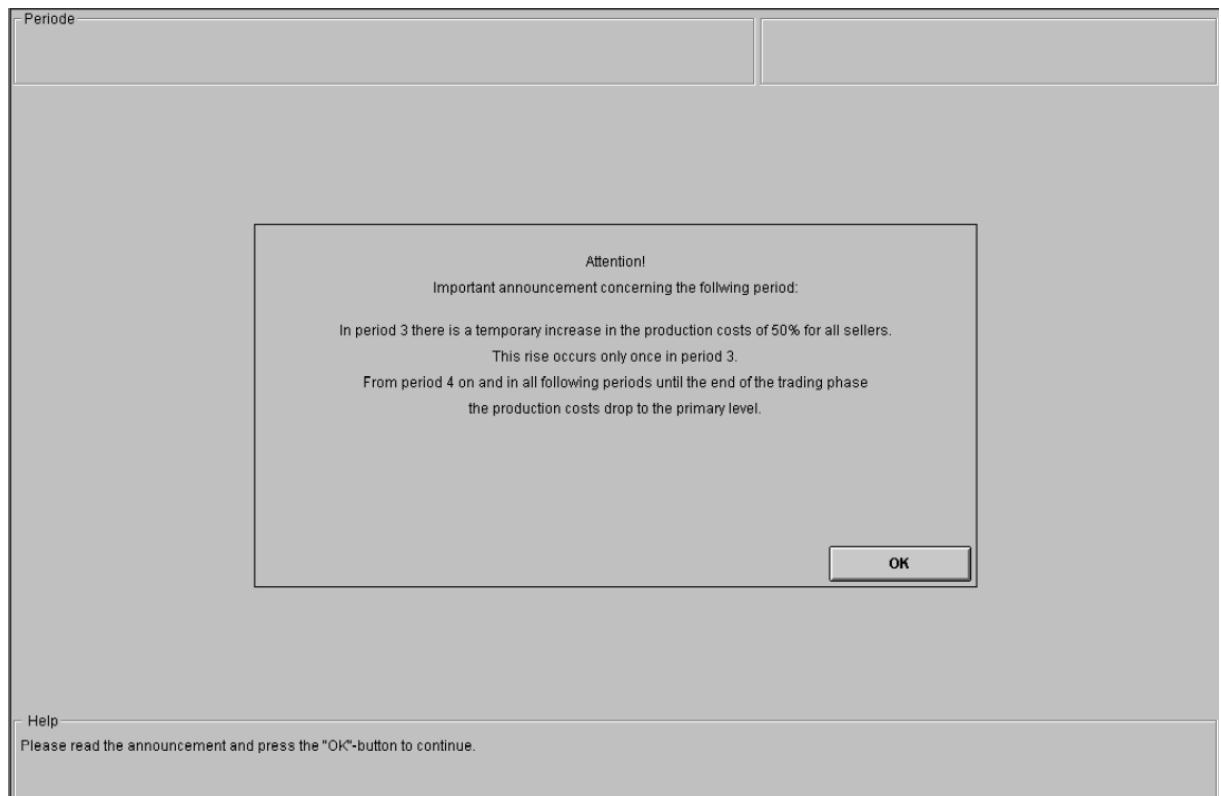 Periode
Attention!
Important announcement concerning the follwing period:
In period 3 there is a temporary increase in the production costs of 50% for all sellers.
This rise occurs only once in period 3.
From period 4 on and in all following periods until the end of the trading phase
the production costs drop to the primary level.
OK
Help
Please read the announcement and press the "OK"-button to continue.